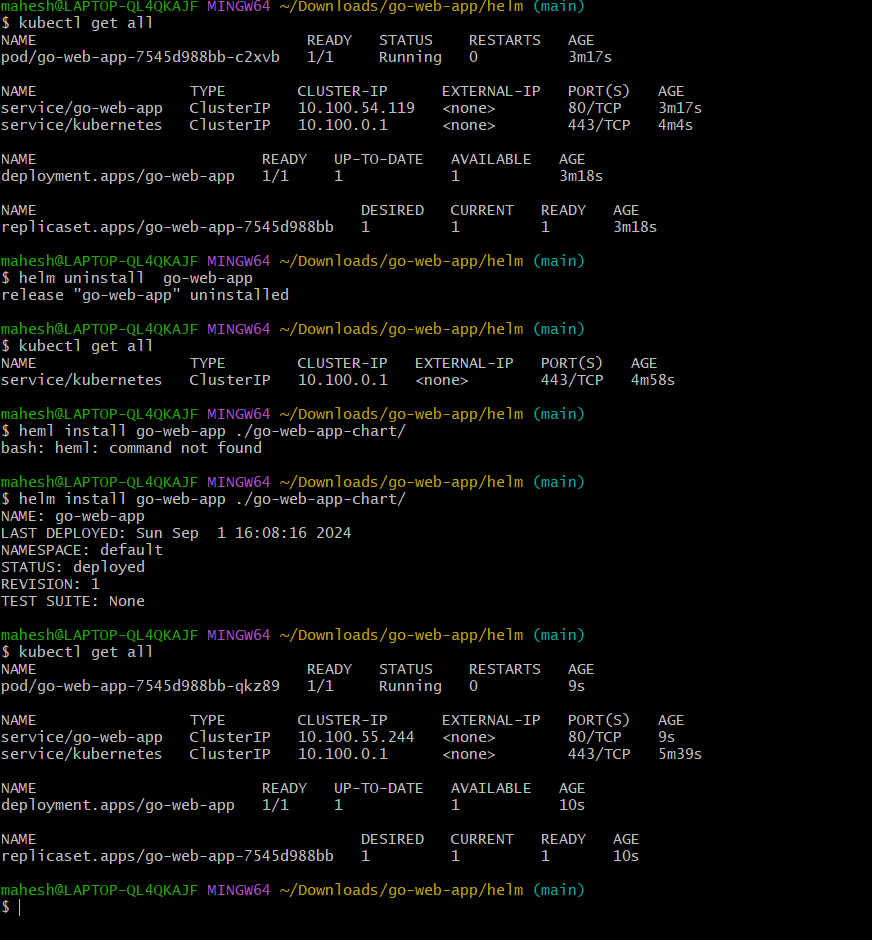 mahesh@LAPTOP-QL4QKAJF MINGW64 ~/Downloads/go-web-app/helm (main)
$ kubectl get all
NAME                              READY   STATUS    RESTARTS   AGE
pod/go-web-app-7545d988bb-c2xvb   1/1     Running   0          3m17s

NAME                 TYPE        CLUSTER-IP      EXTERNAL-IP   PORT(S)   AGE
service/go-web-app   ClusterIP   10.100.54.119   <none>        80/TCP    3m17s
service/kubernetes   ClusterIP   10.100.0.1      <none>        443/TCP   4m4s

NAME                         READY   UP-TO-DATE   AVAILABLE   AGE
deployment.apps/go-web-app   1/1     1            1           3m18s

NAME                                    DESIRED   CURRENT   READY   AGE
replicaset.apps/go-web-app-7545d988bb   1         1         1       3m18s

mahesh@LAPTOP-QL4QKAJF MINGW64 ~/Downloads/go-web-app/helm (main)
$ helm uninstall  go-web-app
release "go-web-app" uninstalled

mahesh@LAPTOP-QL4QKAJF MINGW64 ~/Downloads/go-web-app/helm (main)
$ kubectl get all
NAME                 TYPE        CLUSTER-IP   EXTERNAL-IP   PORT(S)   AGE
service/kubernetes   ClusterIP   10.100.0.1   <none>        443/TCP   4m58s

mahesh@LAPTOP-QL4QKAJF MINGW64 ~/Downloads/go-web-app/helm (main)
$ heml install go-web-app ./go-web-app-chart/
bash: heml: command not found

mahesh@LAPTOP-QL4QKAJF MINGW64 ~/Downloads/go-web-app/helm (main)
$ helm install go-web-app ./go-web-app-chart/
NAME: go-web-app
LAST DEPLOYED: Sun Sep  1 16:08:16 2024
NAMESPACE: default
STATUS: deployed
REVISION: 1
TEST SUITE: None

mahesh@LAPTOP-QL4QKAJF MINGW64 ~/Downloads/go-web-app/helm (main)
$ kubectl get all
NAME                              READY   STATUS    RESTARTS   AGE
pod/go-web-app-7545d988bb-qkz89   1/1     Running   0          9s

NAME                 TYPE        CLUSTER-IP      EXTERNAL-IP   PORT(S)   AGE
service/go-web-app   ClusterIP   10.100.55.244   <none>        80/TCP    9s
service/kubernetes   ClusterIP   10.100.0.1      <none>        443/TCP   5m39s

NAME                         READY   UP-TO-DATE   AVAILABLE   AGE
deployment.apps/go-web-app   1/1     1            1           10s

NAME                                    DESIRED   CURRENT   READY   AGE
replicaset.apps/go-web-app-7545d988bb   1         1         1       10s

mahesh@LAPTOP-QL4QKAJF MINGW64 ~/Downloads/go-web-app/helm (main)
$